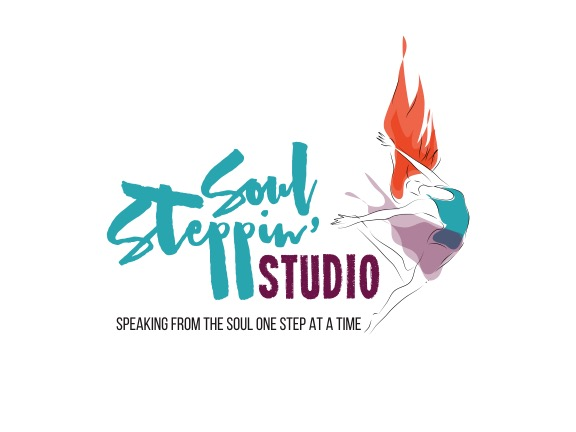 Soul
Steppin'
STUDIO
SPEAKING FROM THE SOUL ONE STEP AT A TIME